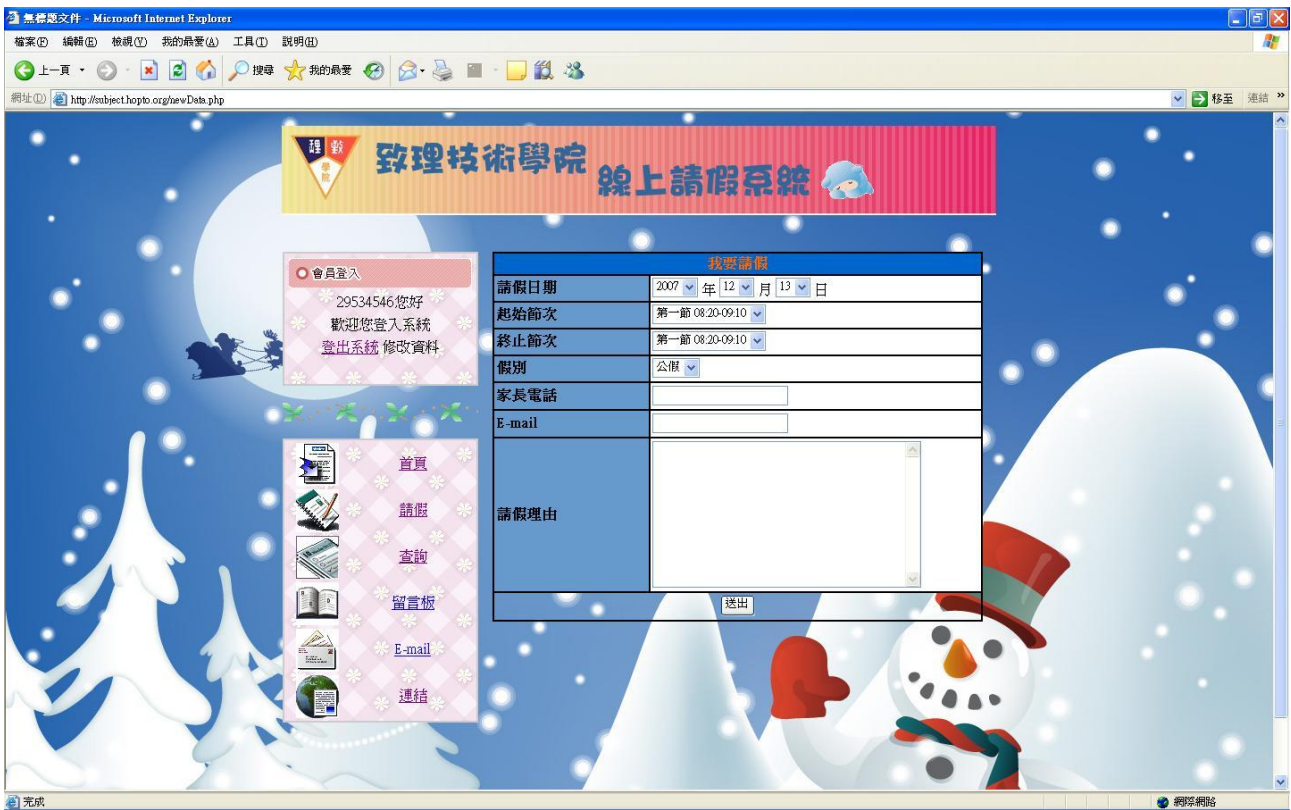 無標題文件 - Microsoft Internet Explorer
檔案(F) 編輯(E) 檢視(V) 我的最愛(A) 工具(T) 說明(H)
上一頁 搜尋 我的最愛
網址(D) http://subject.hopto.org/newData.php 移至 連結 »
致理
學院
致理技術學院
線上請假系統
會員登入
29534546您好
歡迎您登入系統
登出系統 修改資料
首頁
請假
查詢
留言板
E-mail
連結
我要請假
請假日期 2007 年 12 月 13 日
起始節次 第一節 08:20-09:10
終止節次 第一節 08:20-09:10
假別 公假
家長電話
E-mail
請假理由
送出
完成 網際網路